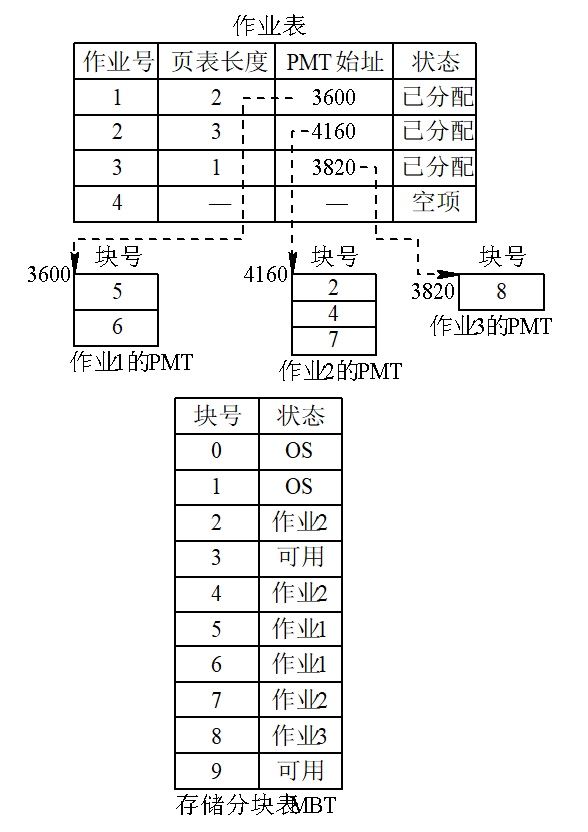 作业表
作业号 页表长度 PMT始址 状态
1 2 3600 已分配
2 3 4160 已分配
3 1 3820 已分配
4 — — 空项
块号 块号 块号
3600 4160 3820
5 2 8
6 4
7
作业1的PMT 作业2的PMT 作业3的PMT
块号 状态
0 OS
1 OS
2 作业2
3 可用
4 作业2
5 作业1
6 作业1
7 作业2
8 作业3
9 可用
存储分块表MBT